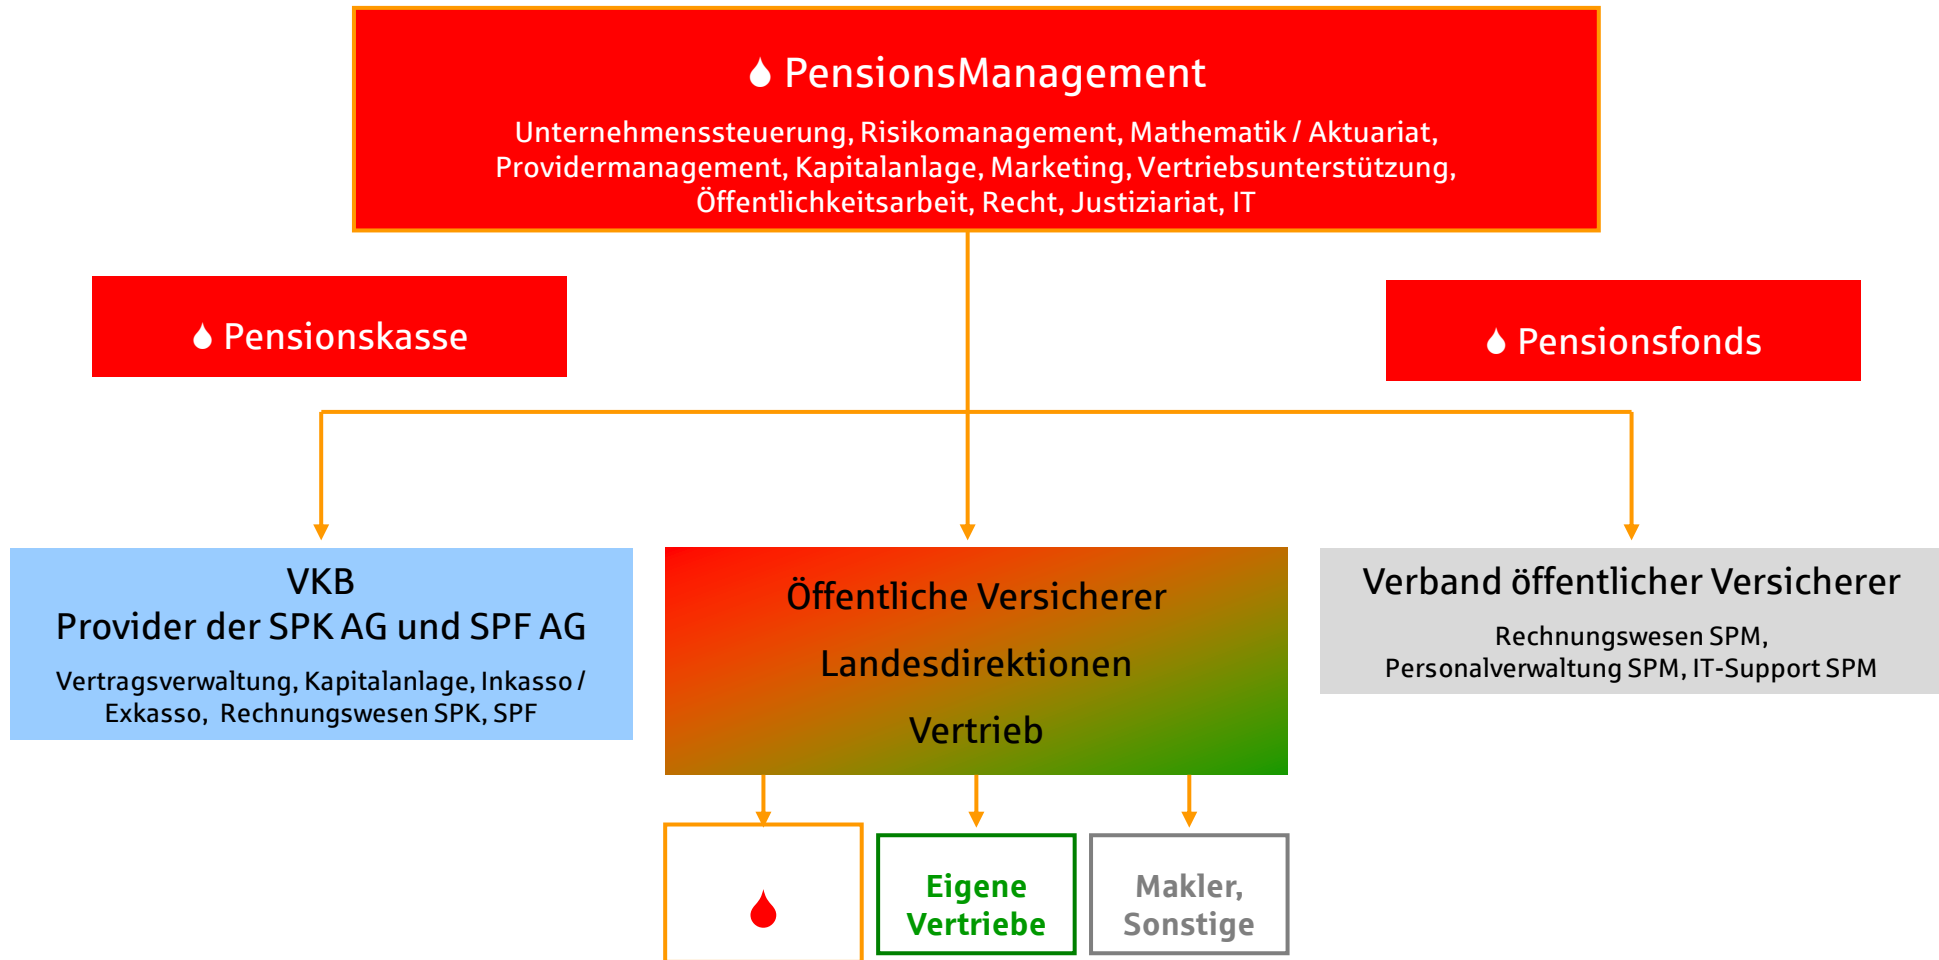 PensionsManagement
Unternehmenssteuerung, Risikomanagement, Mathematik / Aktuariat,
Providermanagement, Kapitalanlage, Marketing, Vertriebsunterstützung,
Öffentlichkeitsarbeit, Recht, Justiziariat, IT
Pensionskasse
Pensionsfonds
VKB
Provider der SPK AG und SPF AG
Vertragsverwaltung, Kapitalanlage, Inkasso /
Exkasso, Rechnungswesen SPK, SPF
Öffentliche Versicherer
Landesdirektionen
Vertrieb
Verband öffentlicher Versicherer
Rechnungswesen SPM,
Personalverwaltung SPM, IT-Support SPM
Eigene
Vertriebe
Makler,
Sonstige